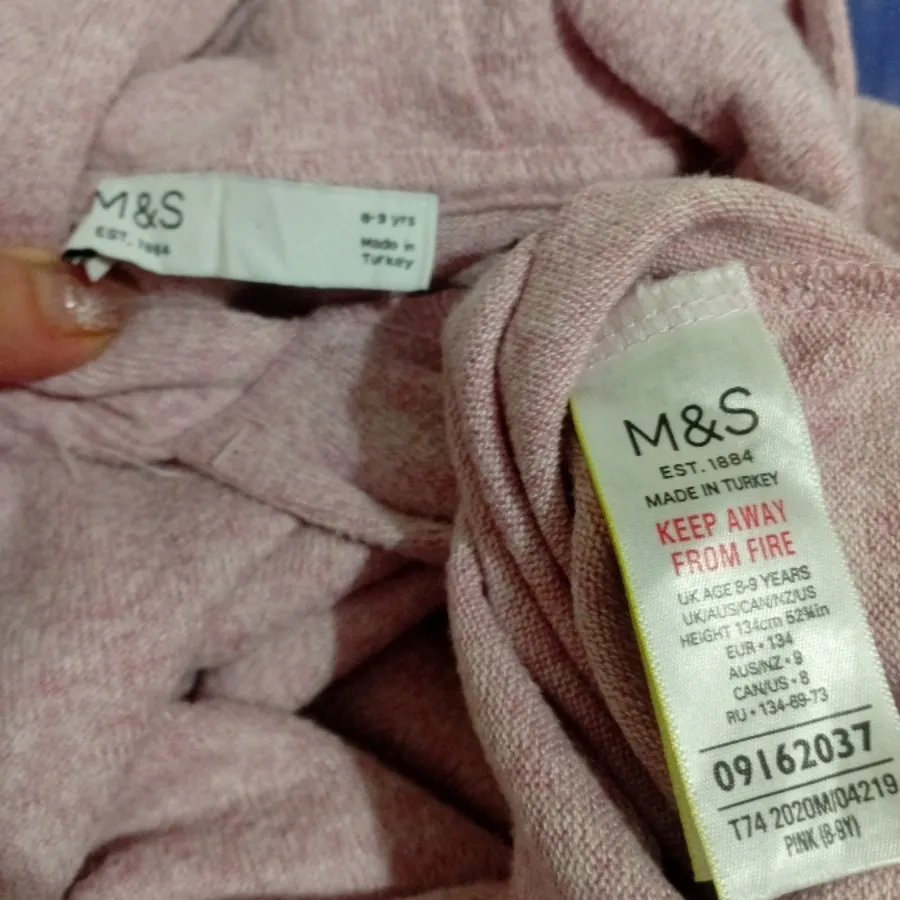 M&S
EST. 1884
8-9 yrs
Made in
Turkey
M&S
EST. 1884
MADE IN TURKEY
KEEP AWAY
FROM FIRE
UK AGE 8-9 YEARS
UK/AUS/CAN/NZ/US
HEIGHT 134cm 52¾in
EUR • 134
AUS/NZ • 9
CAN/US • 8
RU • 134-69-73
09162037
T74 2020M/04219
PINK (8-9Y)